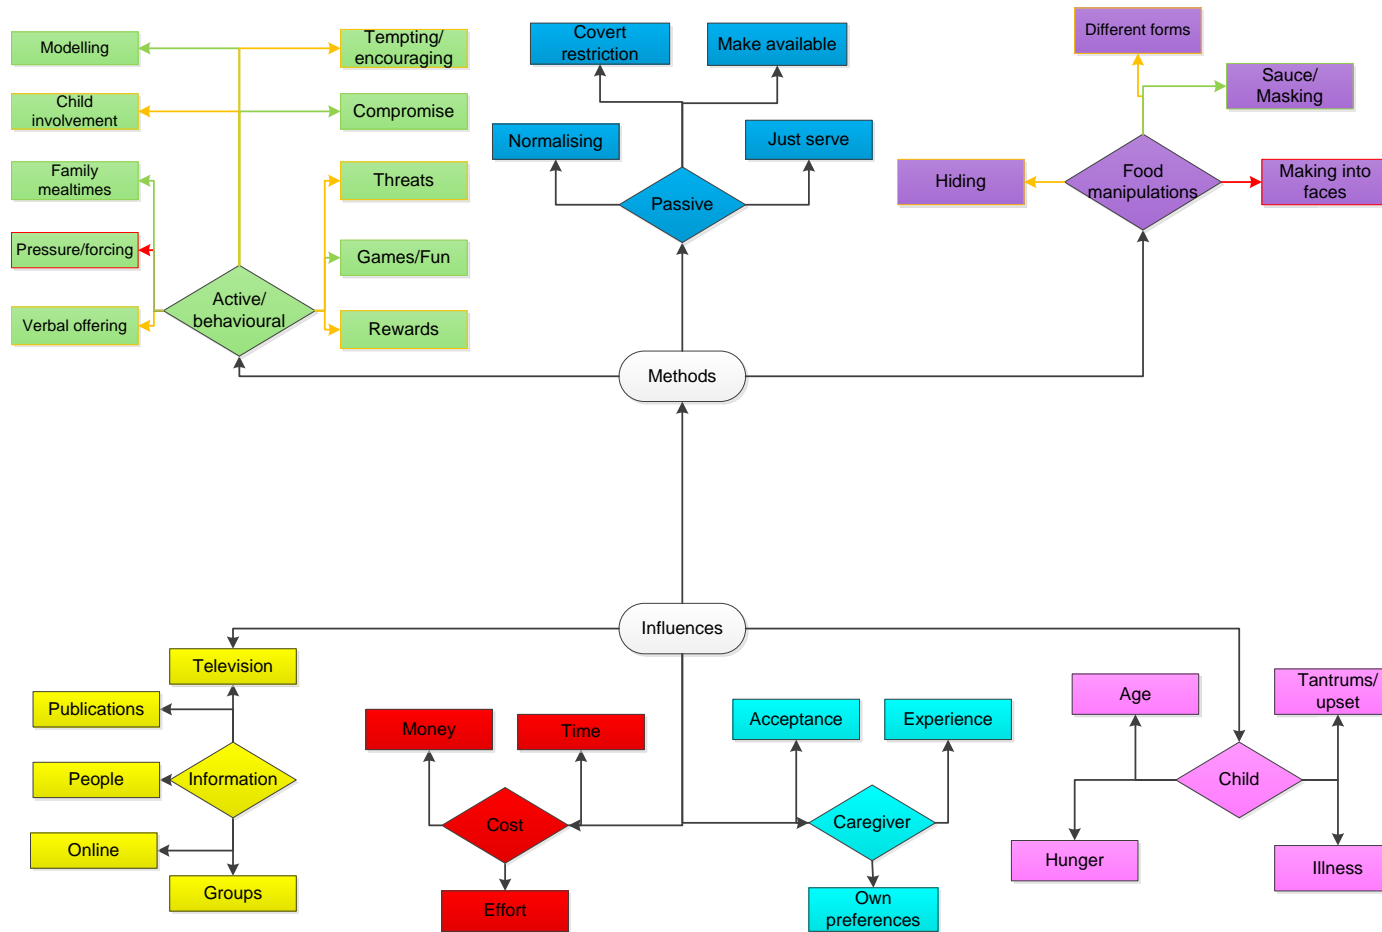 Modelling
Tempting/
encouraging
Child
involvement
Compromise
Family
mealtimes
Threats
Pressure/forcing
Games/Fun
Verbal offering
Rewards
Active/
behavioural
Covert
restriction
Make available
Normalising
Just serve
Passive
Different forms
Sauce/
Masking
Hiding
Food
manipulations
Making into
faces
Methods
Influences
Television
Publications
People
Information
Online
Groups
Money
Time
Cost
Effort
Acceptance
Experience
Caregiver
Own
preferences
Age
Tantrums/
upset
Child
Hunger
Illness